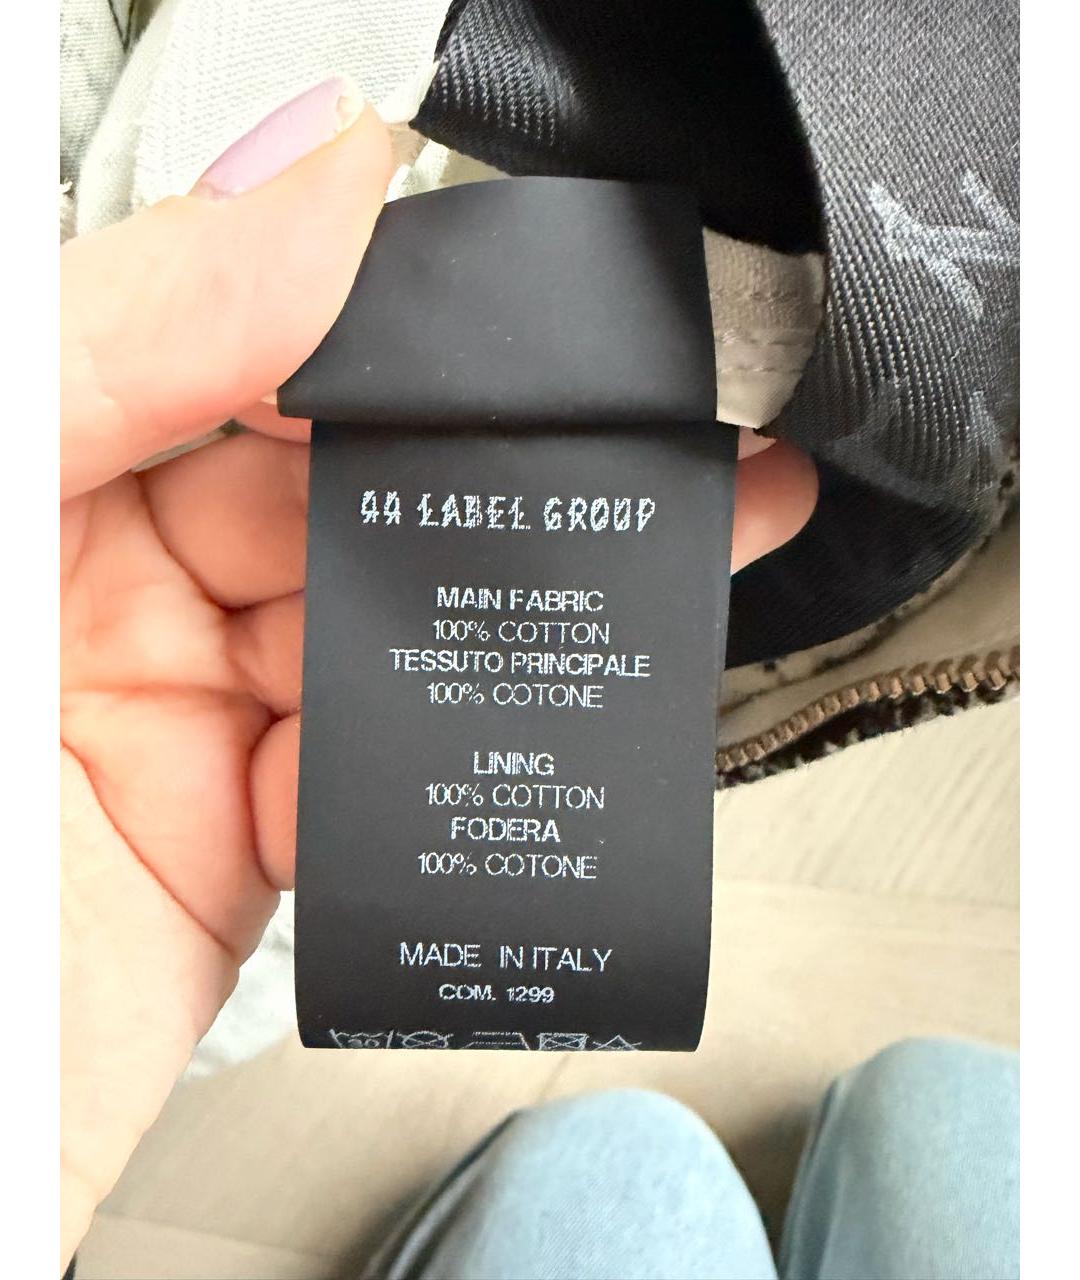 44 LABEL GROUP
MAIN FABRIC
100% COTTON
TESSUTO PRINCIPALE
100% COTONE
LINING
100% COTTON
FODERA
100% COTONE
MADE IN ITALY
COM. 1299
30